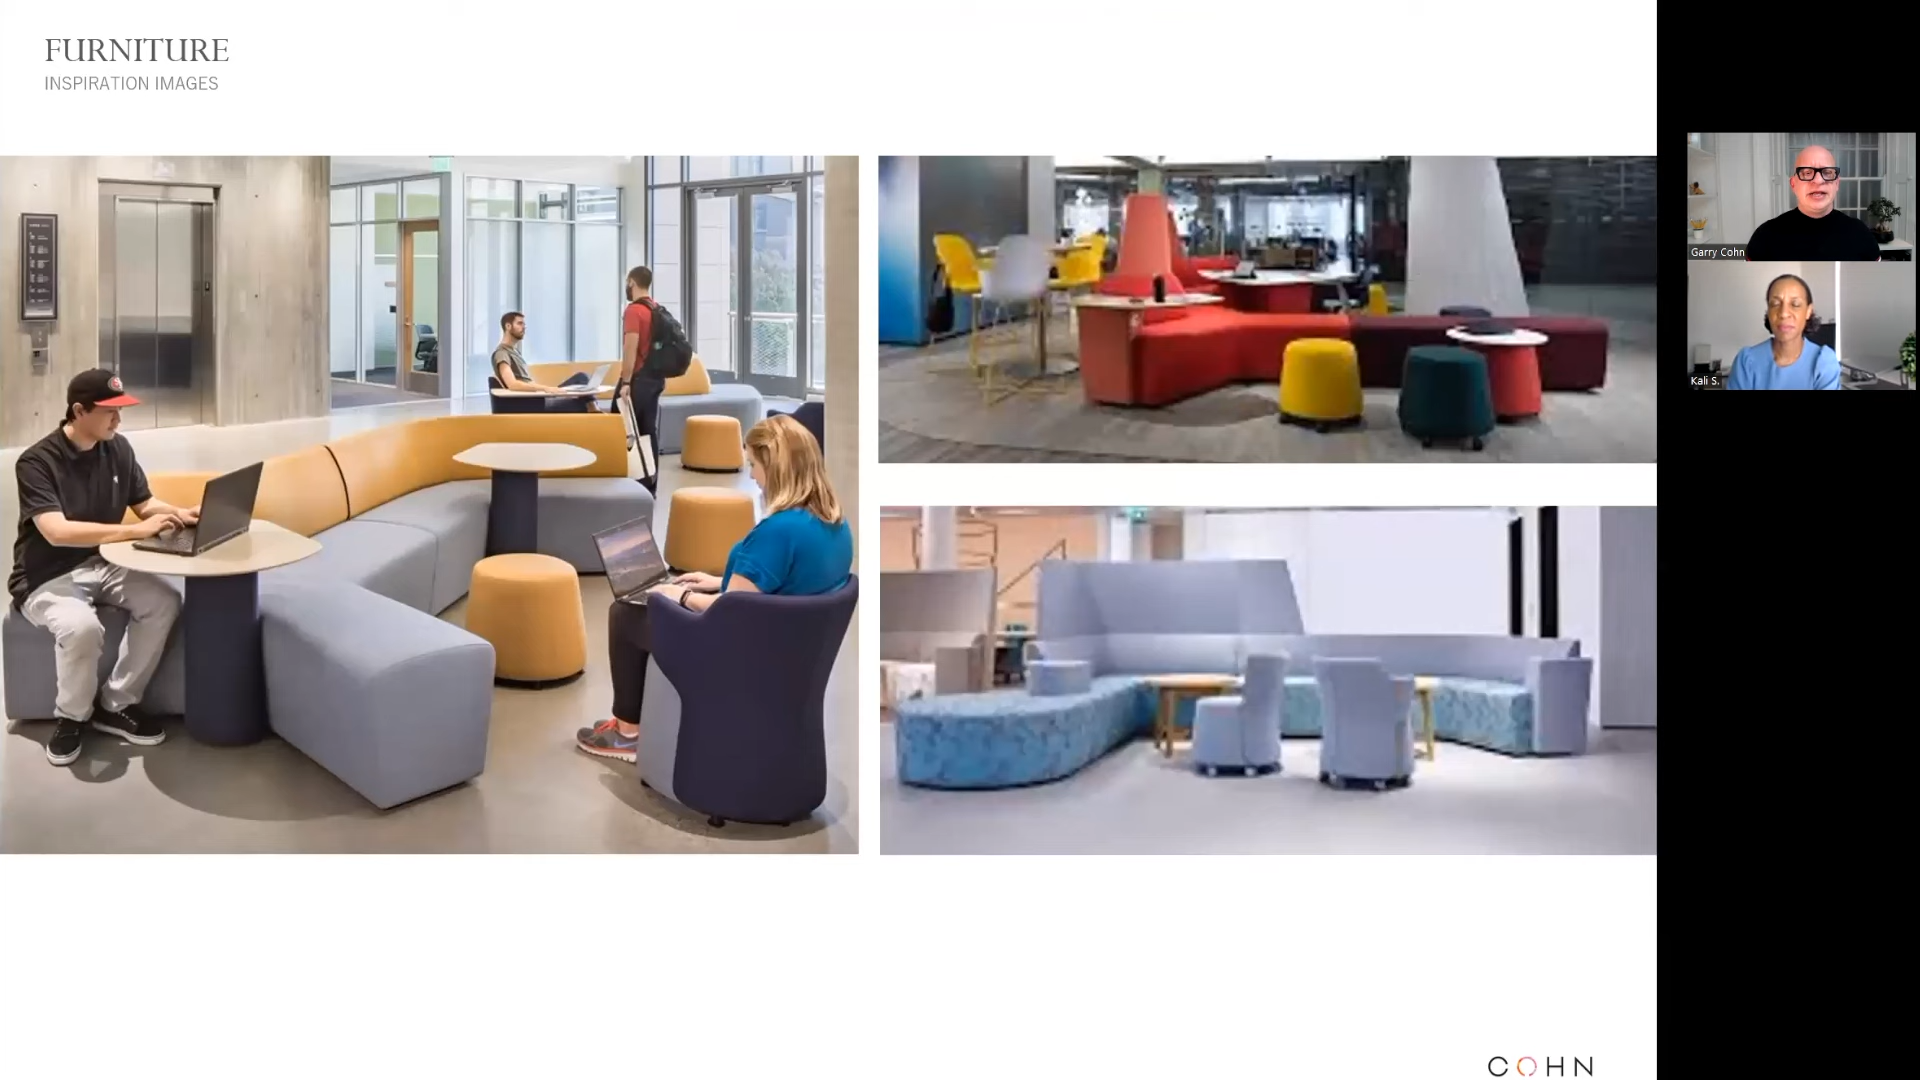 FURNITURE
INSPIRATION IMAGES
Garry Cohn
Kali S.
COHN